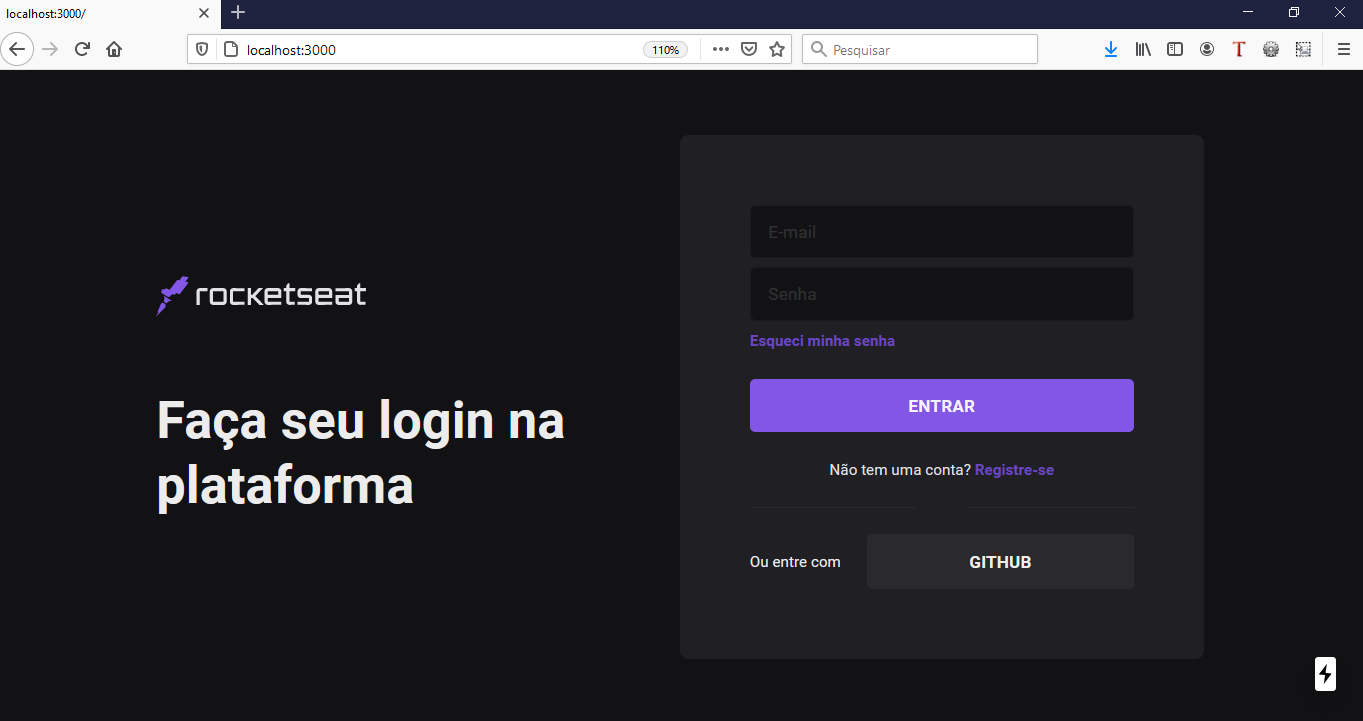 localhost:3000/
localhost:3000
110%
Pesquisar
T
rocketseat
Faça seu login na
plataforma
E-mail
Senha
Esqueci minha senha
ENTRAR
Não tem uma conta? Registre-se
Ou entre com
GITHUB